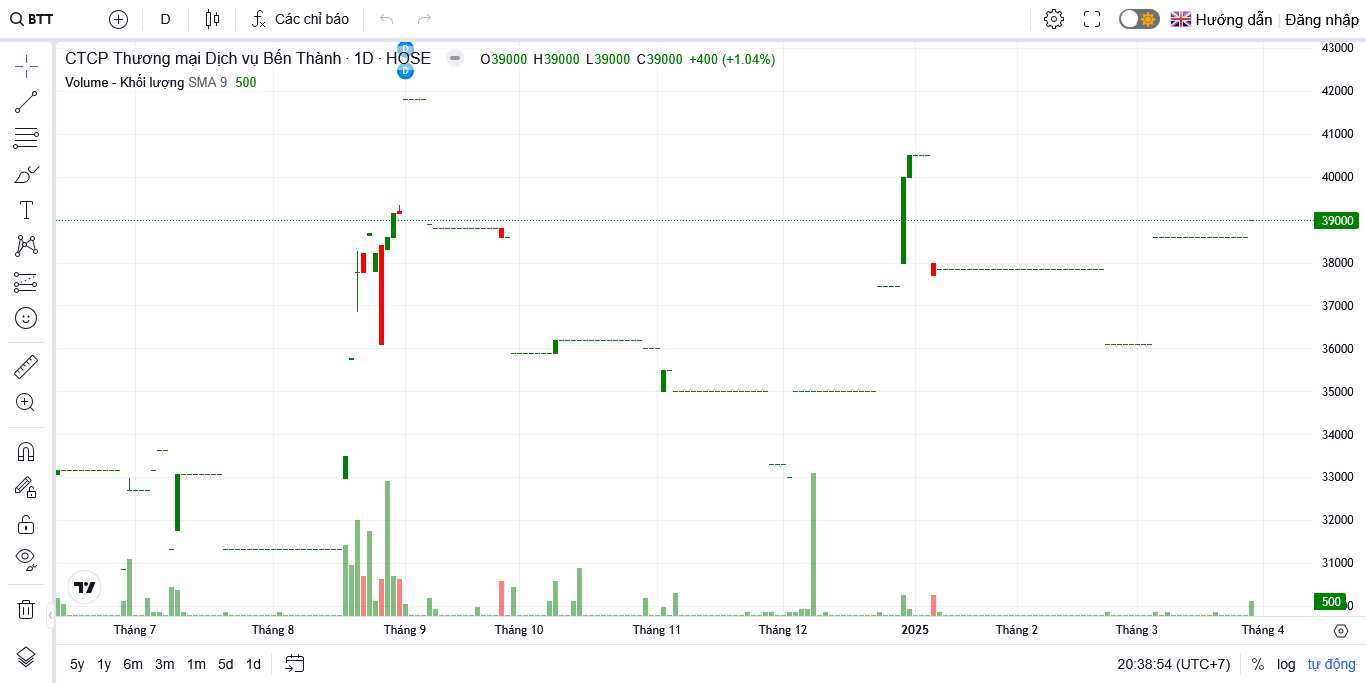 BTT D Các chỉ báo Hướng dẫn Đăng nhập
CTCP Thương mại Dịch vụ Bến Thành · 1D · HOSE O39000 H39000 L39000 C39000 +400 (+1.04%)
Volume - Khối lượng SMA 9 500
D
D
43000
42000
41000
40000
39000
38000
37000
36000
35000
34000
33000
32000
31000
500
Tháng 7 Tháng 8 Tháng 9 Tháng 10 Tháng 11 Tháng 12 2025 Tháng 2 Tháng 3 Tháng 4
5y 1y 6m 3m 1m 5d 1d 20:38:54 (UTC+7) % log tự động